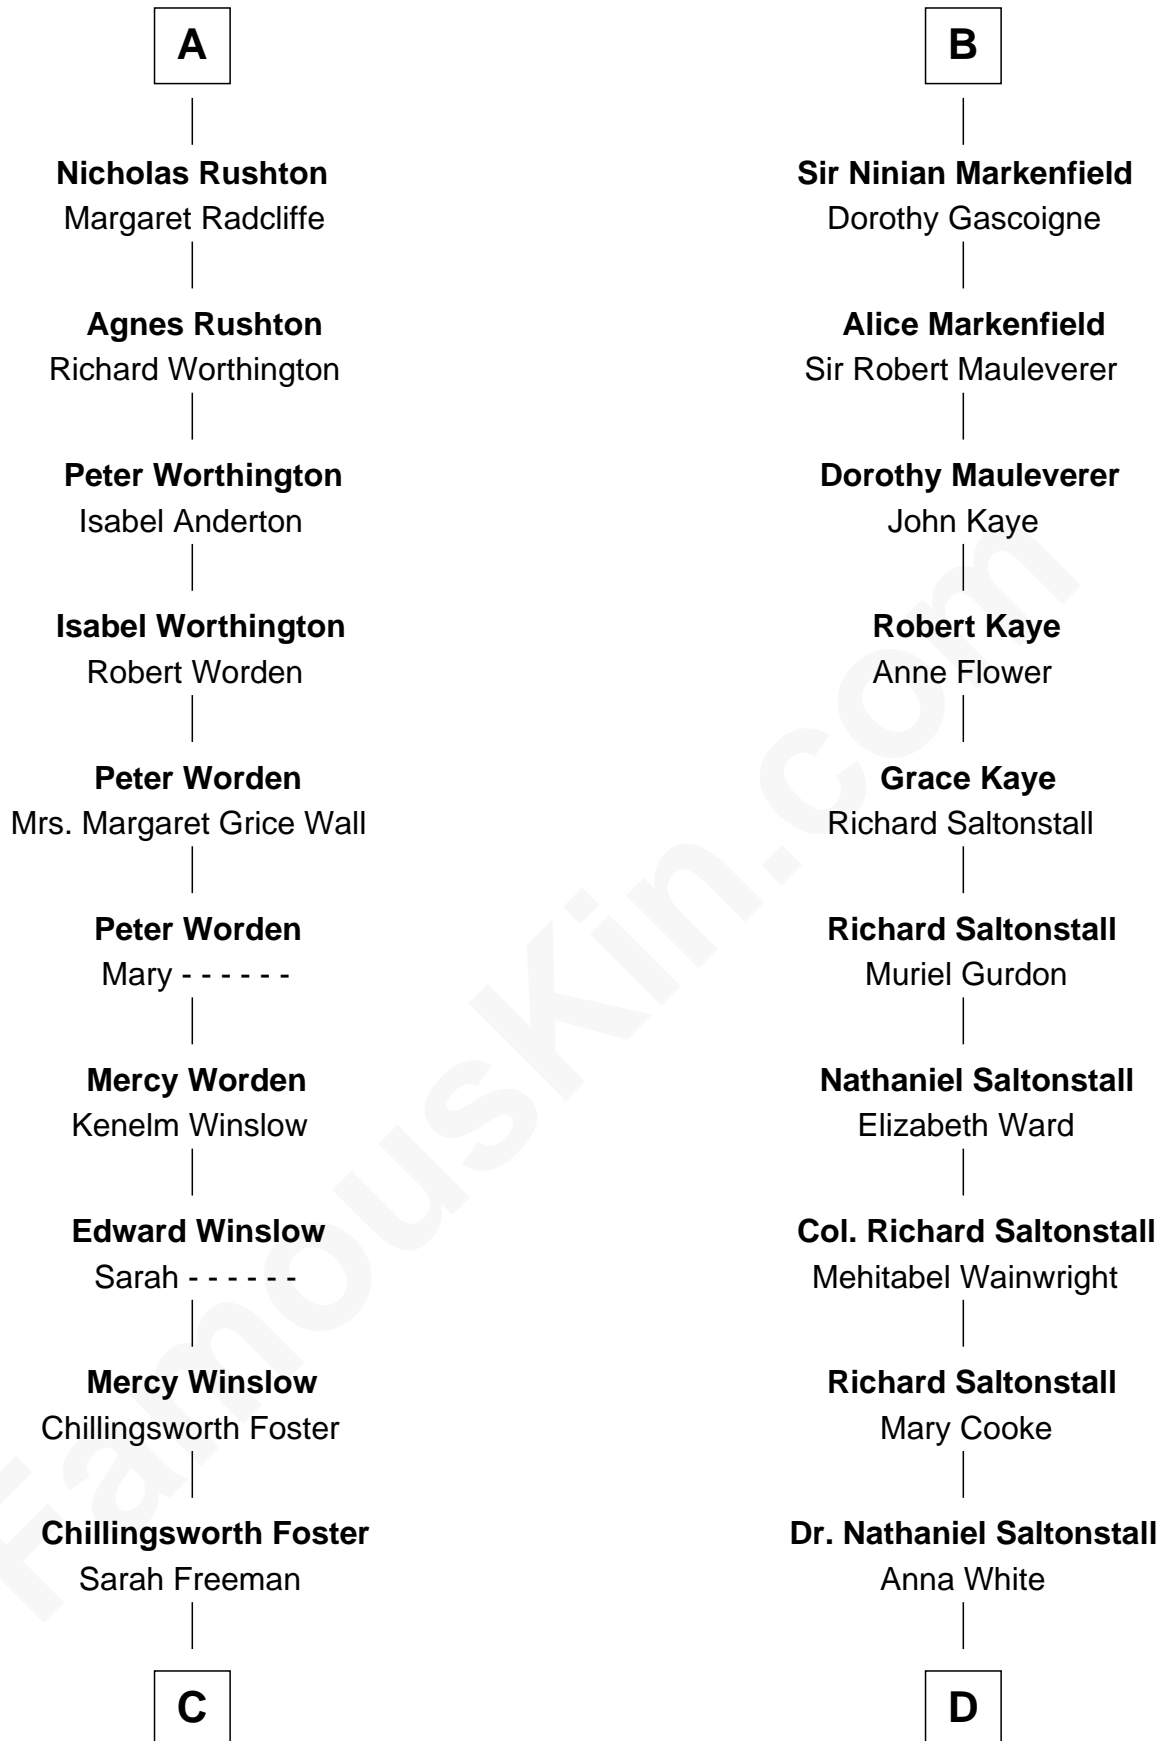 A
Nicholas Rushton
Margaret Radcliffe
Agnes Rushton
Richard Worthington
Peter Worthington
Isabel Anderton
Isabel Worthington
Robert Worden
Peter Worden
Mrs. Margaret Grice Wall
Peter Worden
Mary - - - - - -
Mercy Worden
Kenelm Winslow
Edward Winslow
Sarah - - - - - -
Mercy Winslow
Chillingsworth Foster
Chillingsworth Foster
Sarah Freeman
C
B
Sir Ninian Markenfield
Dorothy Gascoigne
Alice Markenfield
Sir Robert Mauleverer
Dorothy Mauleverer
John Kaye
Robert Kaye
Anne Flower
Grace Kaye
Richard Saltonstall
Richard Saltonstall
Muriel Gurdon
Nathaniel Saltonstall
Elizabeth Ward
Col. Richard Saltonstall
Mehitabel Wainwright
Richard Saltonstall
Mary Cooke
Dr. Nathaniel Saltonstall
Anna White
D
FamousKin.com